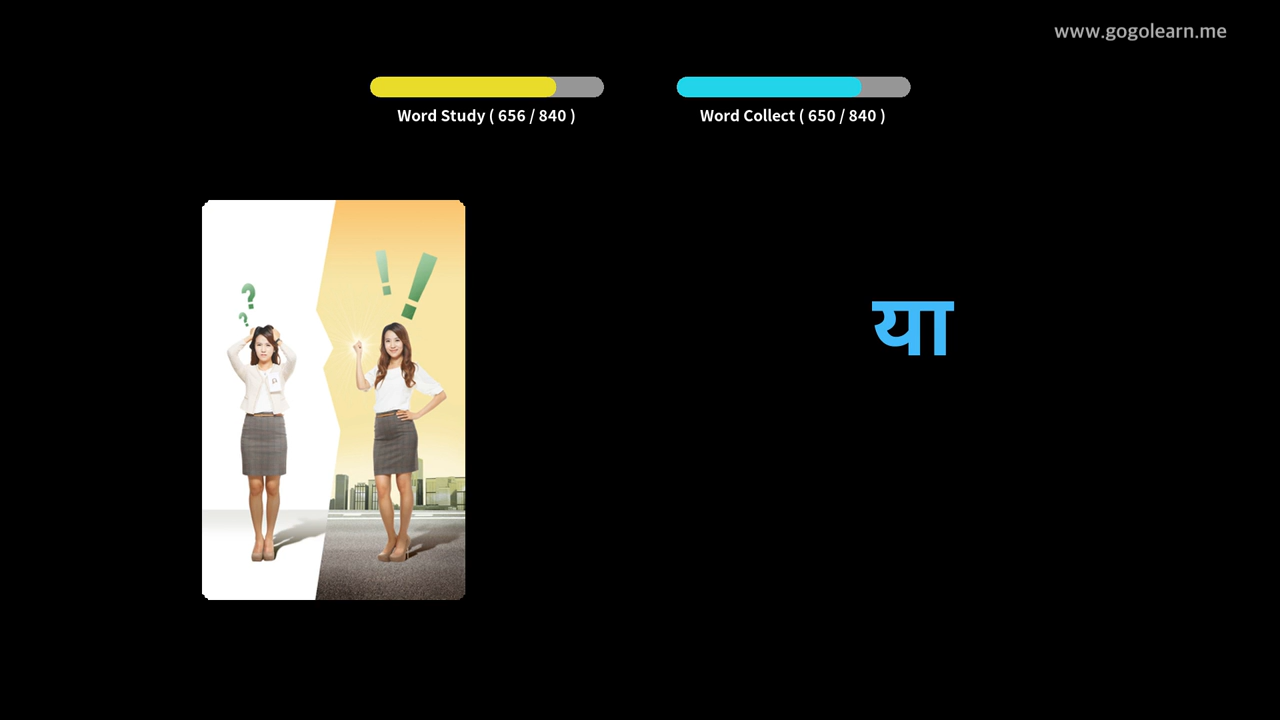 www.gogolearn.me
Word Study ( 656 / 840 )
Word Collect ( 650 / 840 )
? ?
! !
या